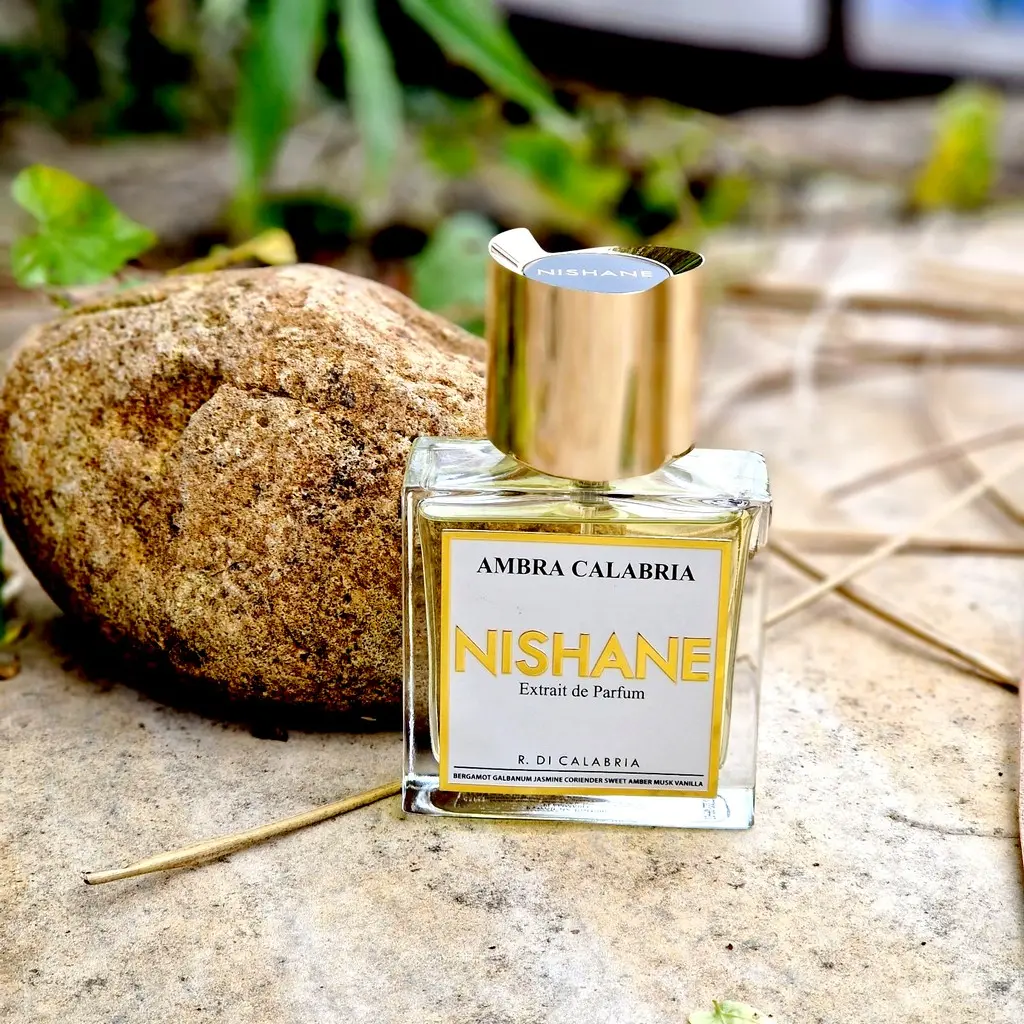 NISHANE
AMBRA CALABRIA
NISHANE
Extrait de Parfum
R. DI CALABRIA
BERGAMOT GALBANUM JASMINE CORIENDER SWEET AMBER MUSK VANILLA